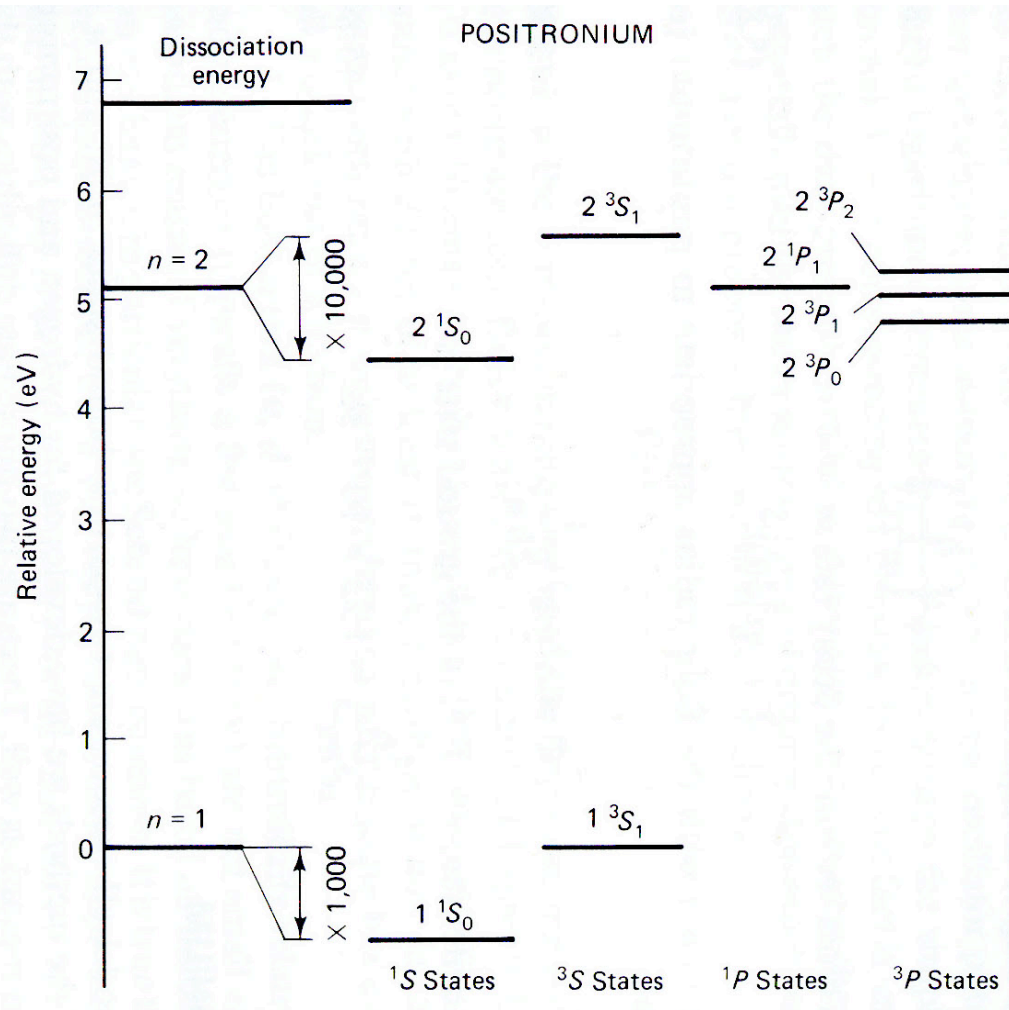 POSITRONIUM
Dissociation
energy
7
6
5
4
3
2
1
0
Relative energy (eV)
n = 2
× 10,000
n = 1
× 1,000
2 ¹S₀
1 ¹S₀
2 ³S₁
1 ³S₁
2 ¹P₁
2 ³P₂
2 ³P₁
2 ³P₀
¹S States
³S States
¹P States
³P States